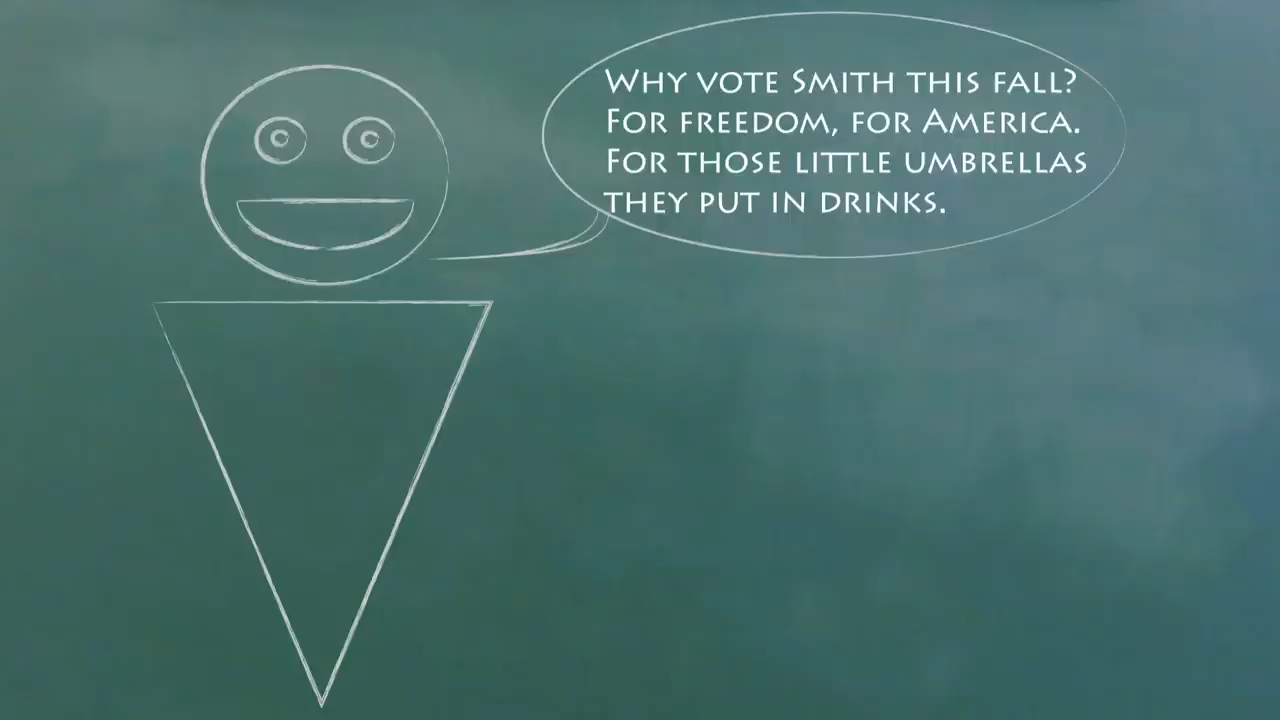 Why vote Smith this fall?
For freedom, for America.
For those little umbrellas
they put in drinks.